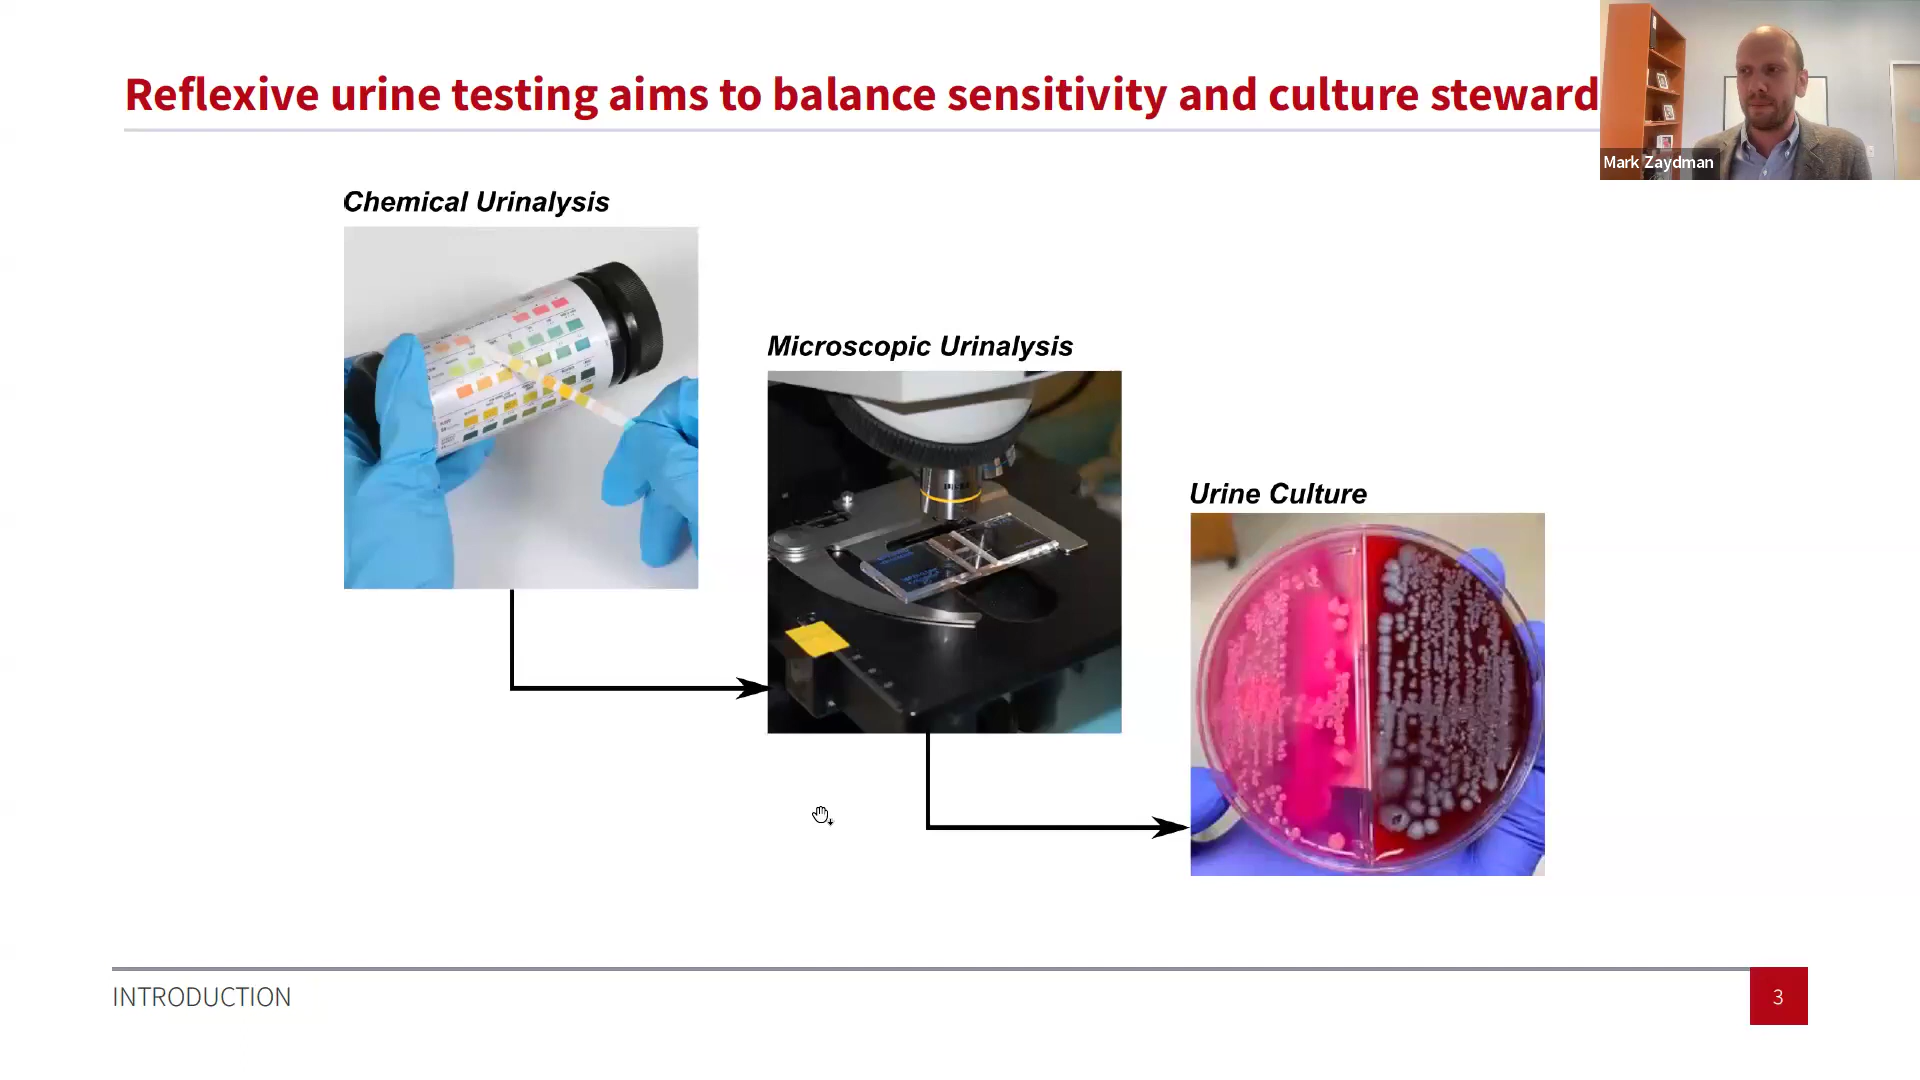 Reflexive urine testing aims to balance sensitivity and culture steward
Mark Zaydman
Chemical Urinalysis
Microscopic Urinalysis
Urine Culture
INTRODUCTION
3